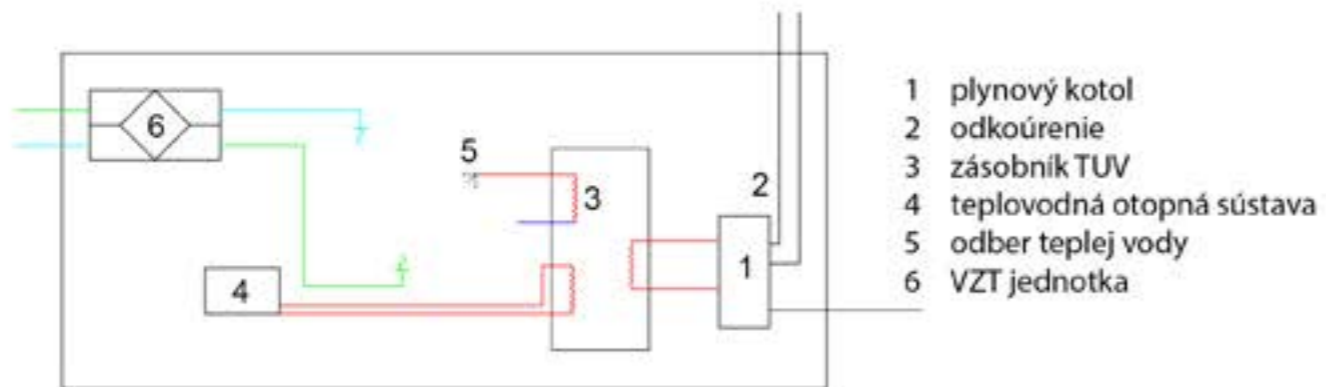 6
5
3
2
4
1
1 plynový kotol
2 odkoúrenie
3 zásobník TUV
4 teplovodná otopná sústava
5 odber teplej vody
6 VZT jednotka